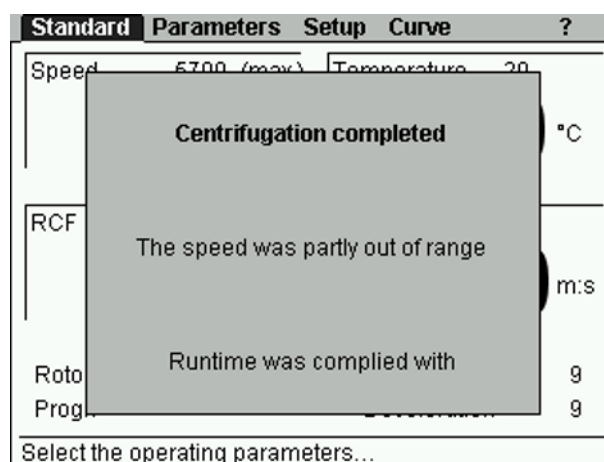 Standard Parameters Setup Curve ?
Speed 6700 (max) Temperature 20
Centrifugation completed
°C
RCF
The speed was partly out of range
m:s
Runtime was complied with
9
9
Select the operating parameters...